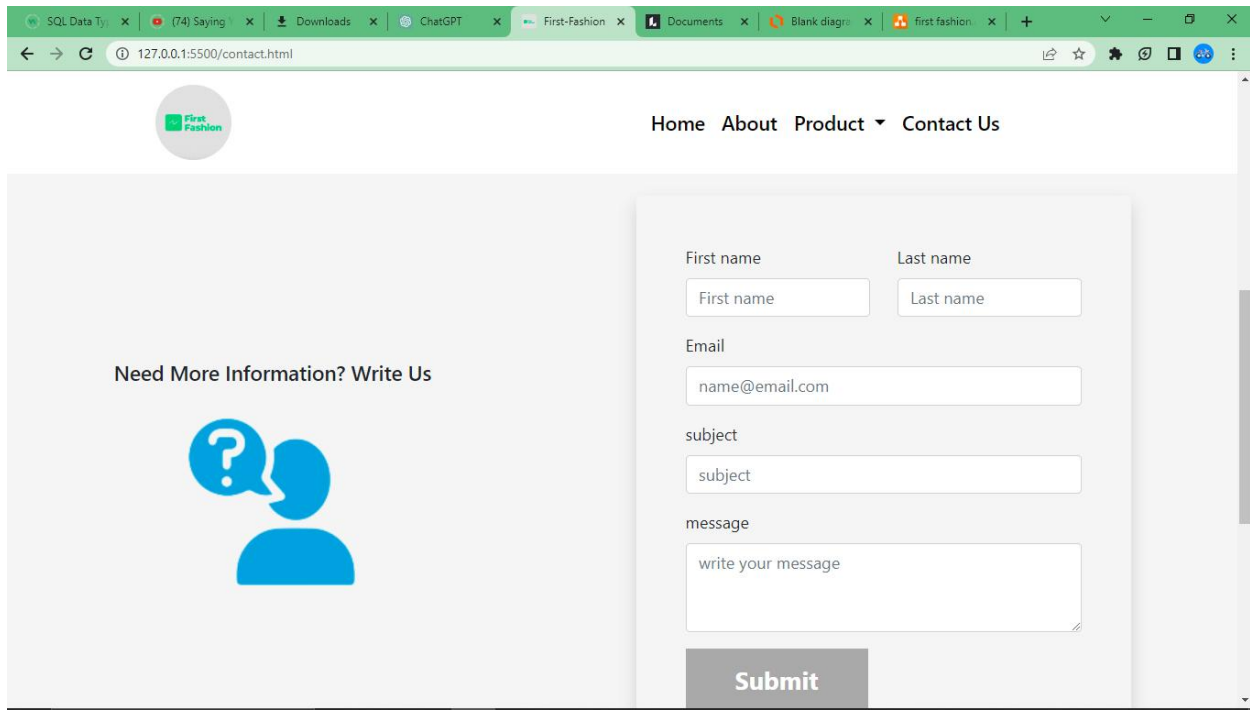 SQL Data Ty
(74) Saying
Downloads
ChatGPT
First-Fashion
Documents
Blank diagra
first fashion
127.0.0.1:5500/contact.html
First
Fashion
Home About Product Contact Us
First name Last name
First name Last name
Email
name@email.com
Need More Information? Write Us
?
subject
subject
message
write your message
Submit